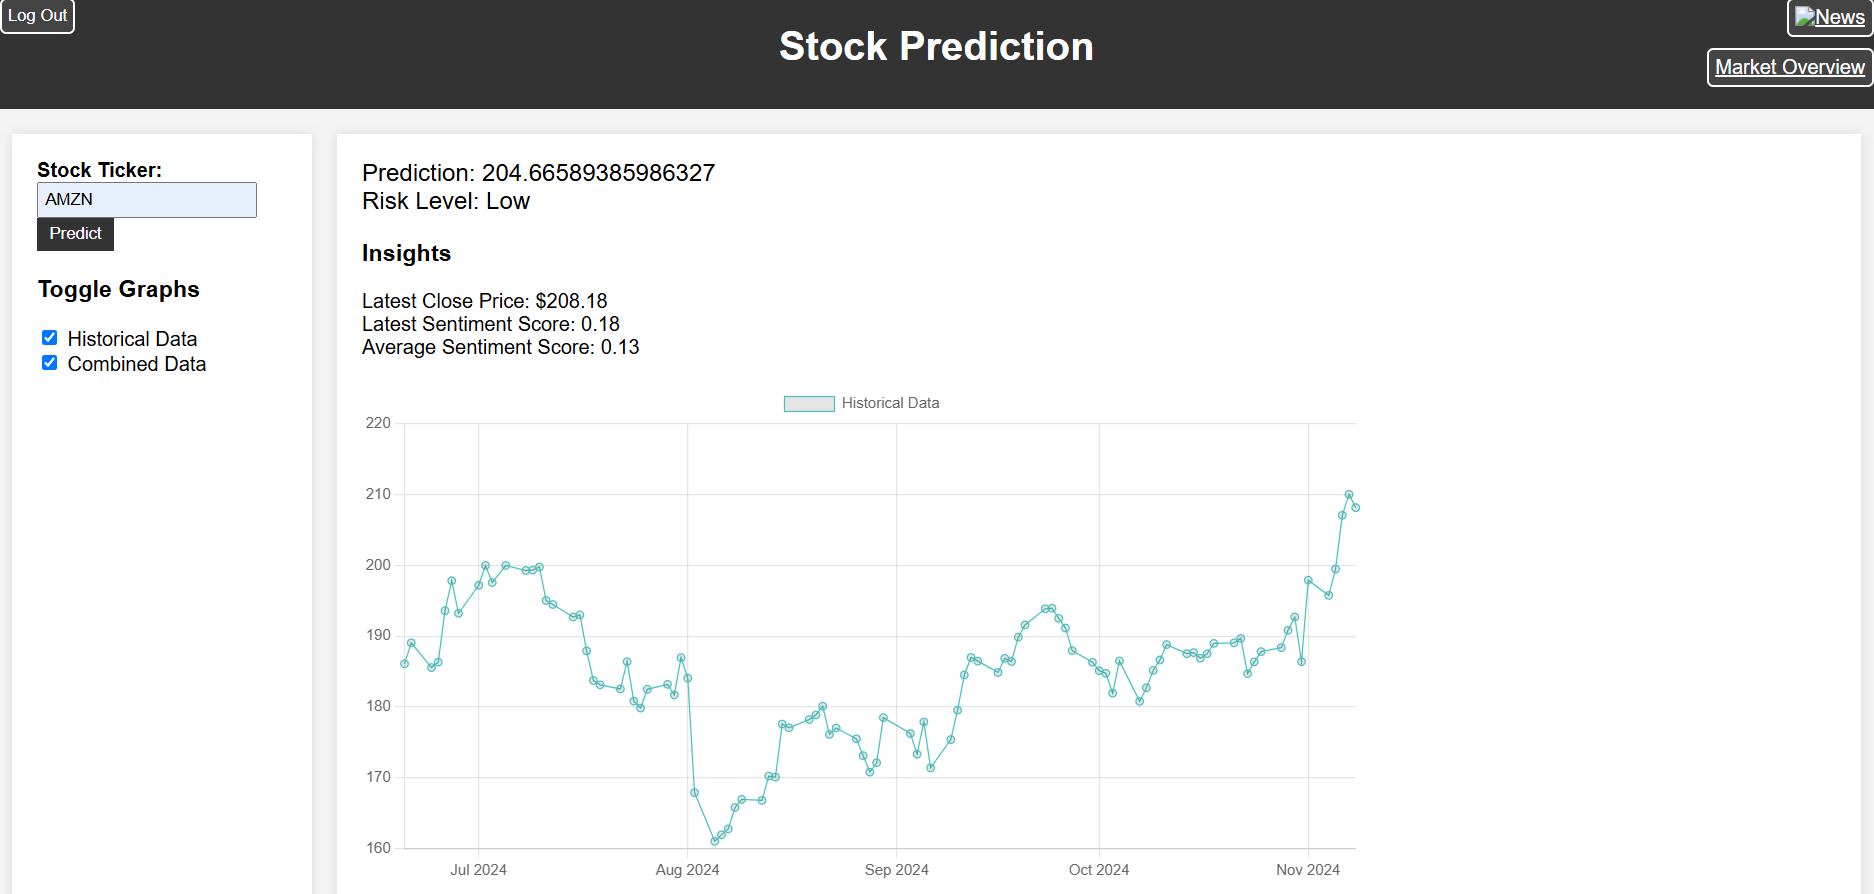 Log Out
Stock Prediction
News
Market Overview
Stock Ticker:
AMZN
Predict
Toggle Graphs
Historical Data
Combined Data
Prediction: 204.66589385986327
Risk Level: Low
Insights
Latest Close Price: $208.18
Latest Sentiment Score: 0.18
Average Sentiment Score: 0.13
Historical Data
220
210
200
190
180
170
160
Jul 2024 Aug 2024 Sep 2024 Oct 2024 Nov 2024